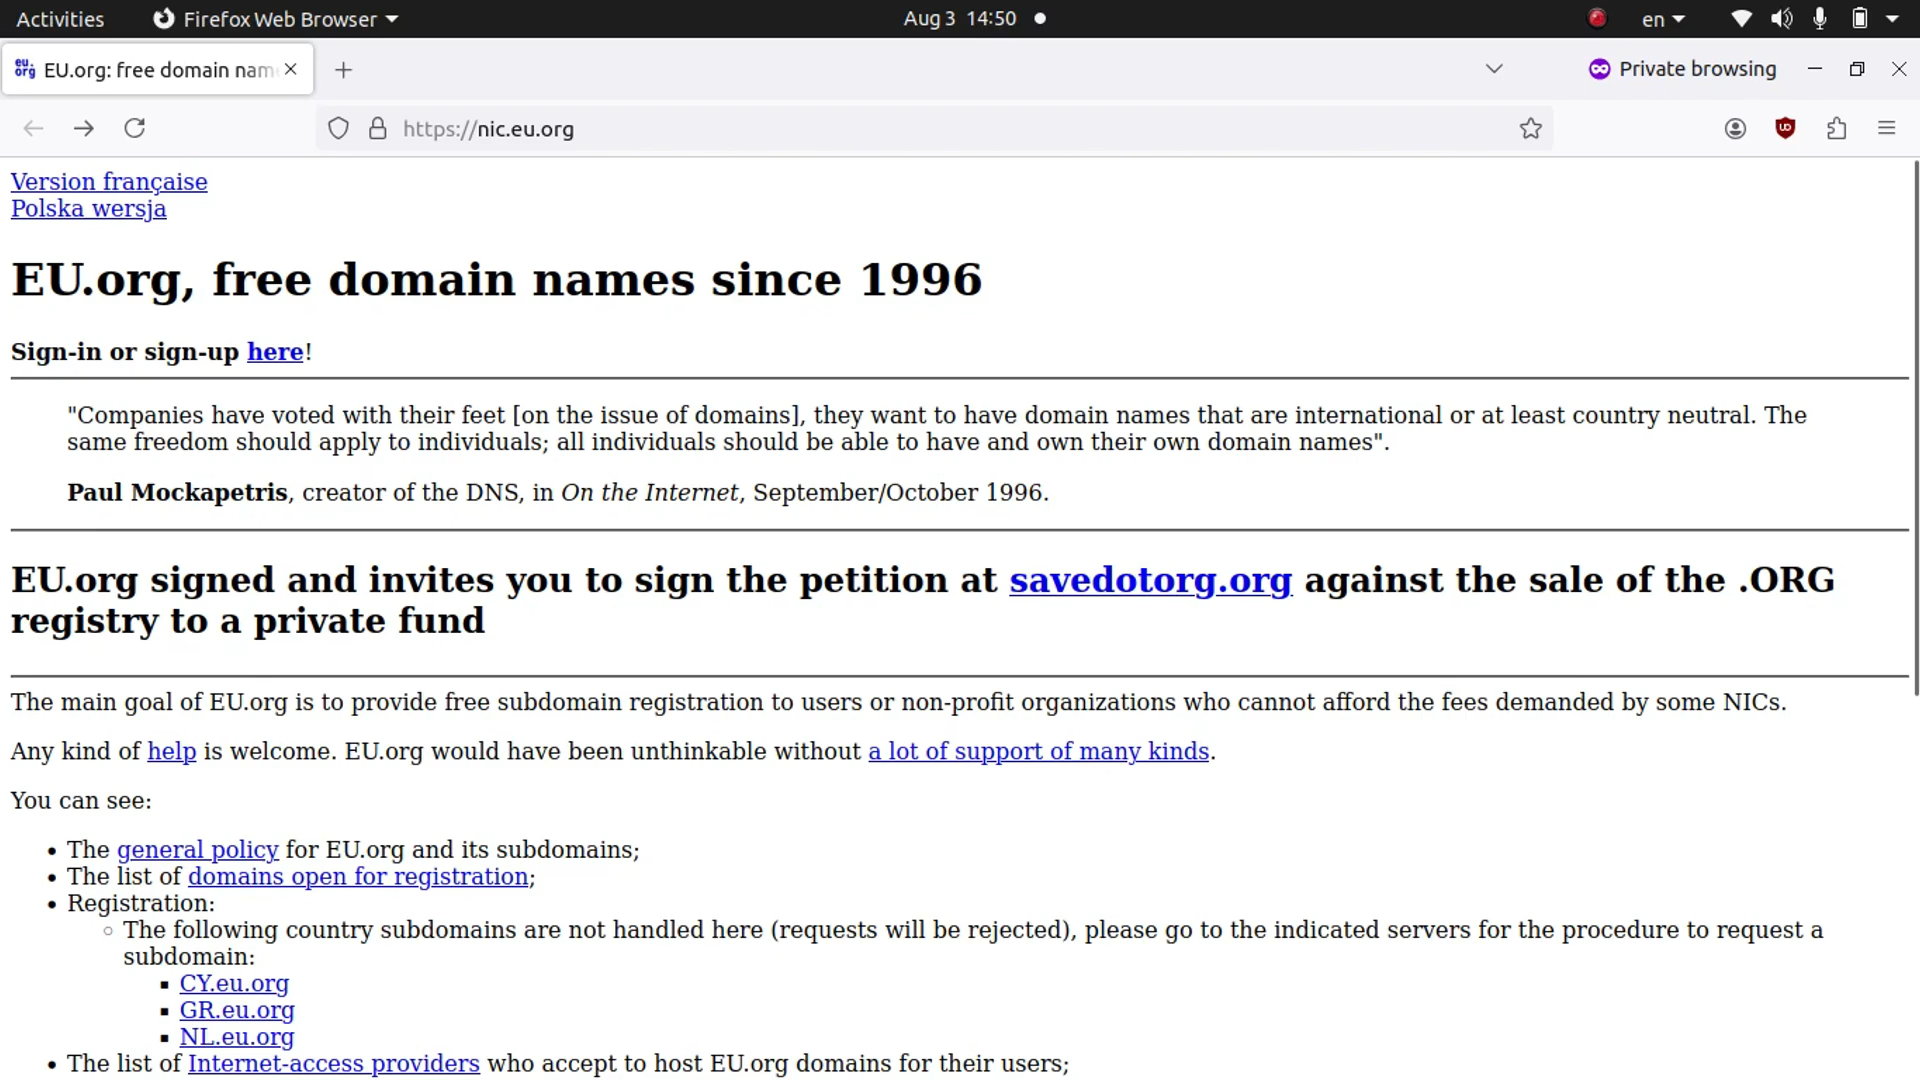 Activities Firefox Web Browser Aug 3 14:50 en
EU.org: free domain nam Private browsing
https://nic.eu.org
Version française
Polska wersja
EU.org, free domain names since 1996
Sign-in or sign-up here!
"Companies have voted with their feet [on the issue of domains], they want to have domain names that are international or at least country neutral. The
same freedom should apply to individuals; all individuals should be able to have and own their own domain names".
Paul Mockapetris, creator of the DNS, in On the Internet, September/October 1996.
EU.org signed and invites you to sign the petition at savedotorg.org against the sale of the .ORG
registry to a private fund
The main goal of EU.org is to provide free subdomain registration to users or non-profit organizations who cannot afford the fees demanded by some NICs.
Any kind of help is welcome. EU.org would have been unthinkable without a lot of support of many kinds.
You can see:
• The general policy for EU.org and its subdomains;
• The list of domains open for registration;
• Registration:
◦ The following country subdomains are not handled here (requests will be rejected), please go to the indicated servers for the procedure to request a
subdomain:
▪ CY.eu.org
▪ GR.eu.org
▪ NL.eu.org
• The list of Internet-access providers who accept to host EU.org domains for their users;